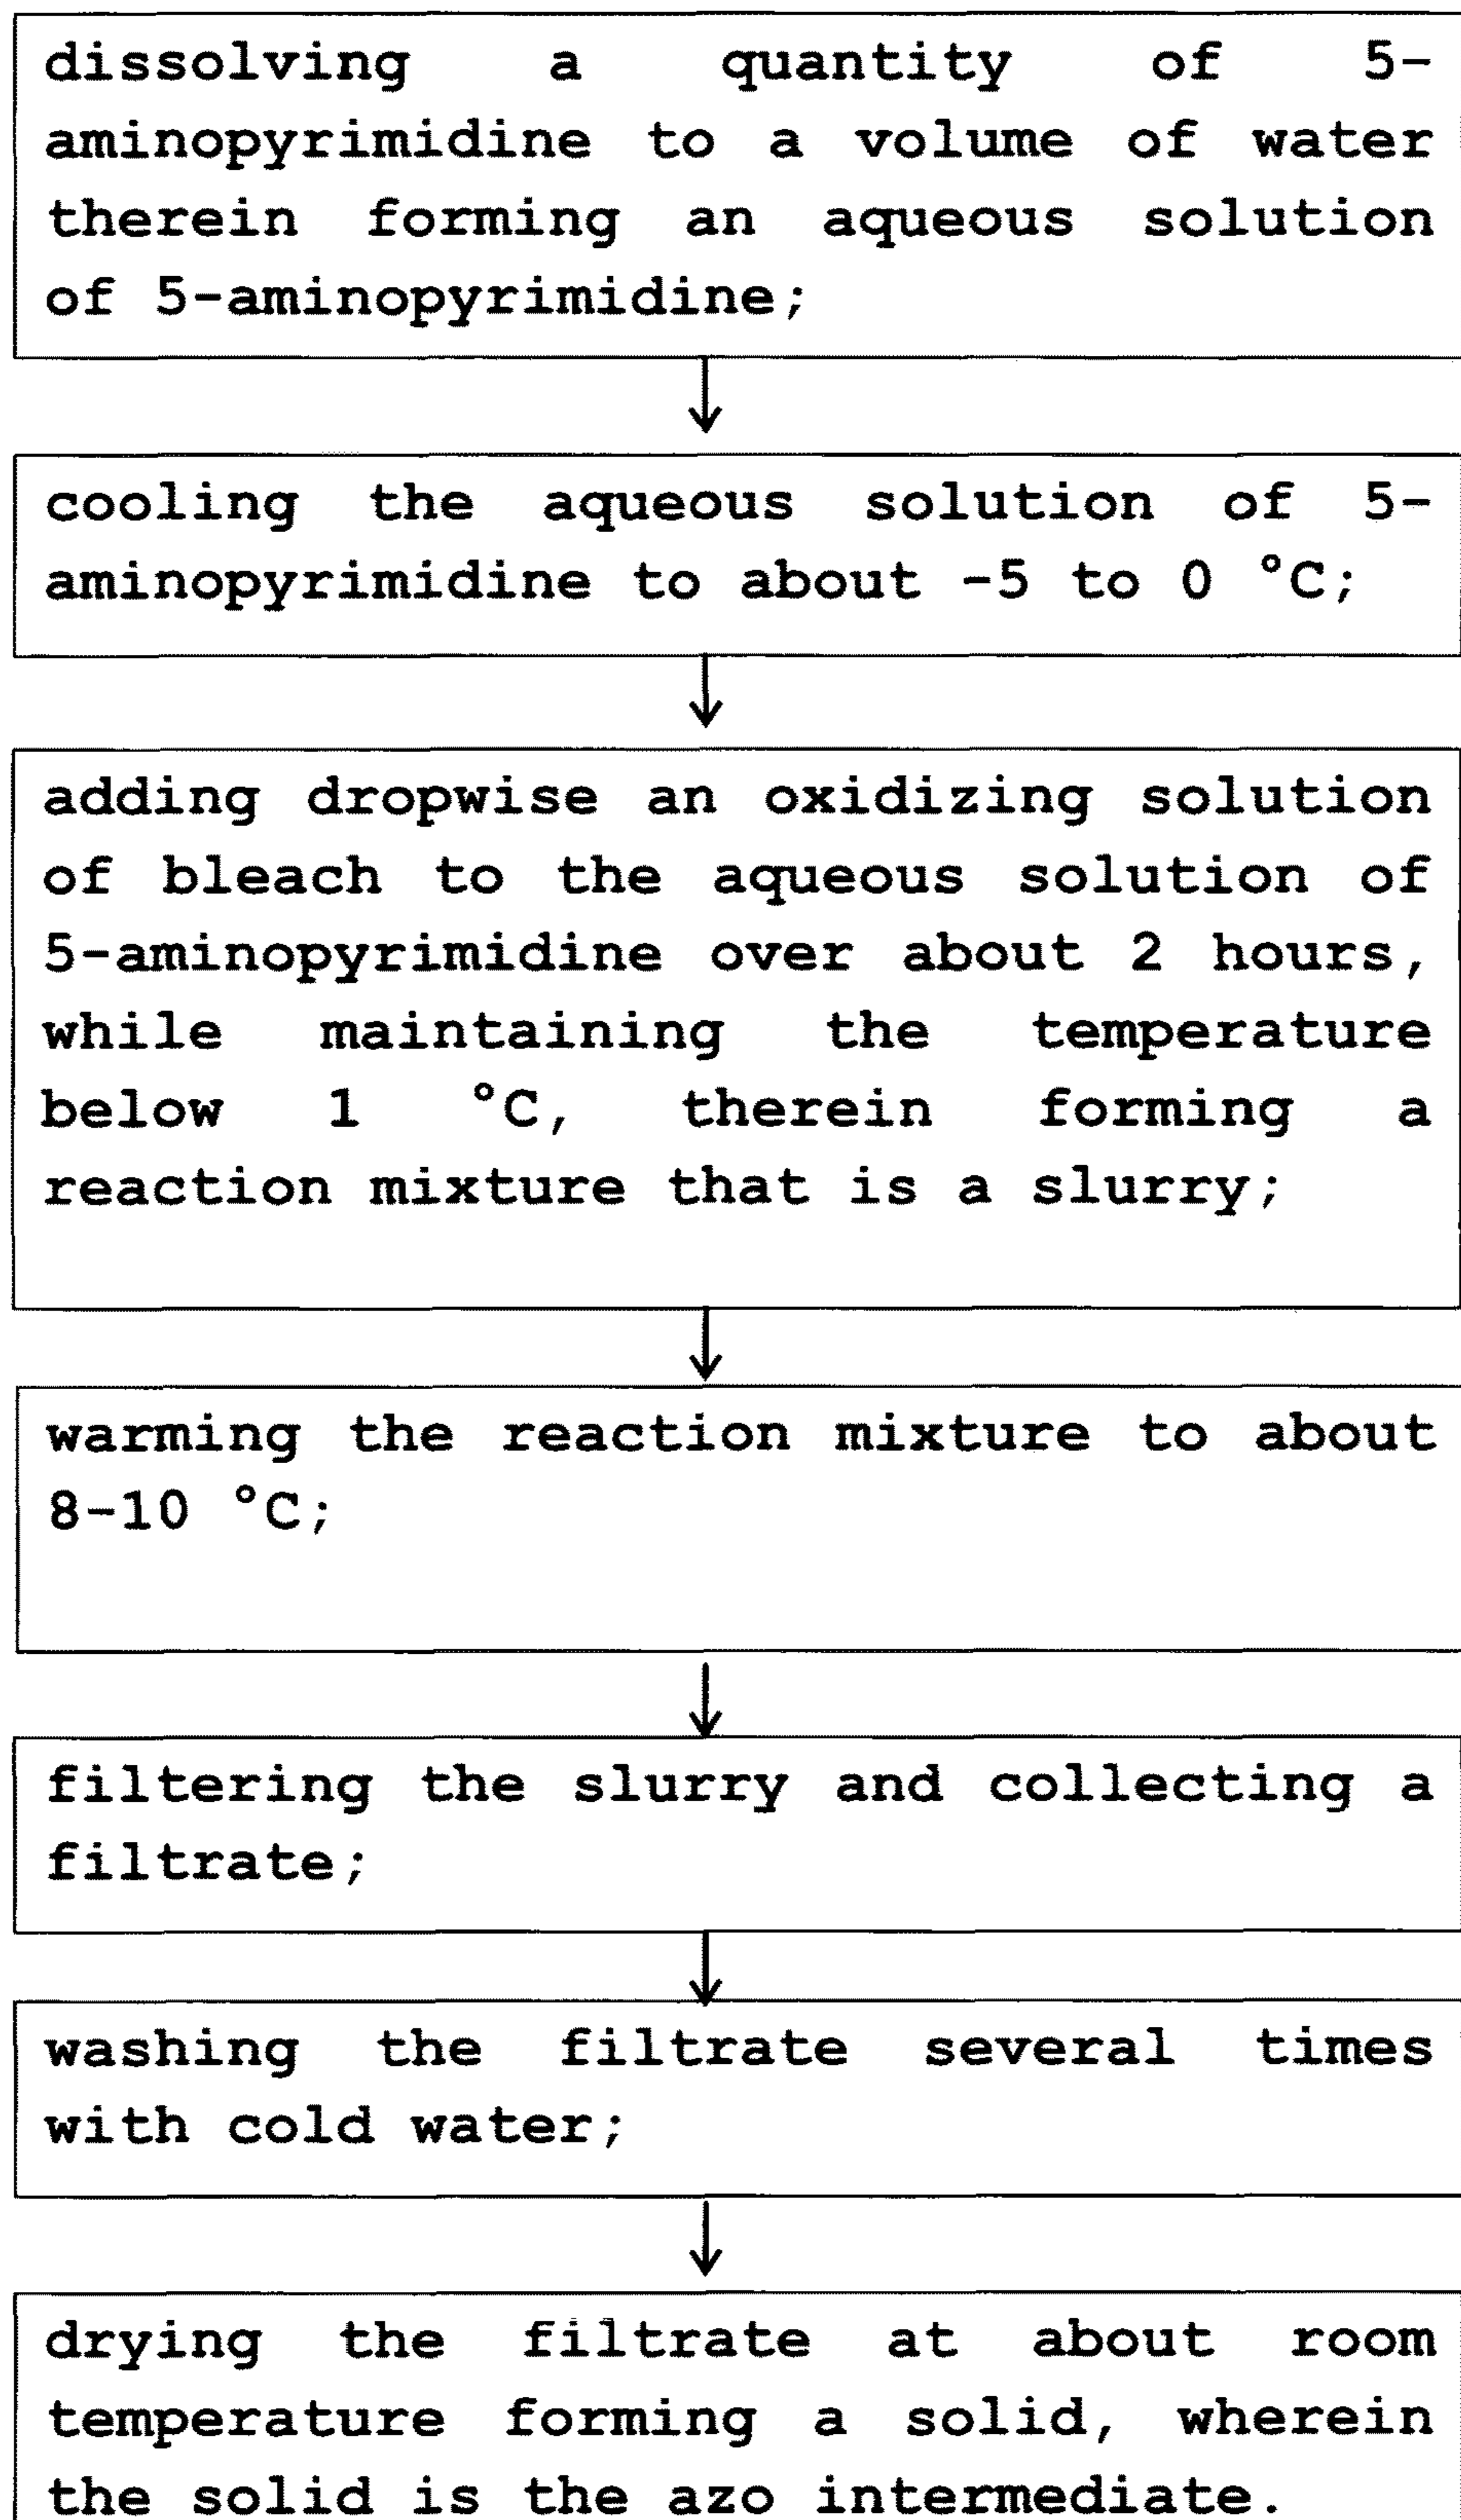 dissolving a quantity of 5-
aminopyrimidine to a volume of water
therein forming an aqueous solution
of 5-aminopyrimidine;
cooling the aqueous solution of 5-
aminopyrimidine to about -5 to 0 °C;
adding dropwise an oxidizing solution
of bleach to the aqueous solution of
5-aminopyrimidine over about 2 hours,
while maintaining the temperature
below 1 °C, therein forming a
reaction mixture that is a slurry;
warming the reaction mixture to about
8-10 °C;
filtering the slurry and collecting a
filtrate;
washing the filtrate several times
with cold water;
drying the filtrate at about room
temperature forming a solid, wherein
the solid is the azo intermediate.